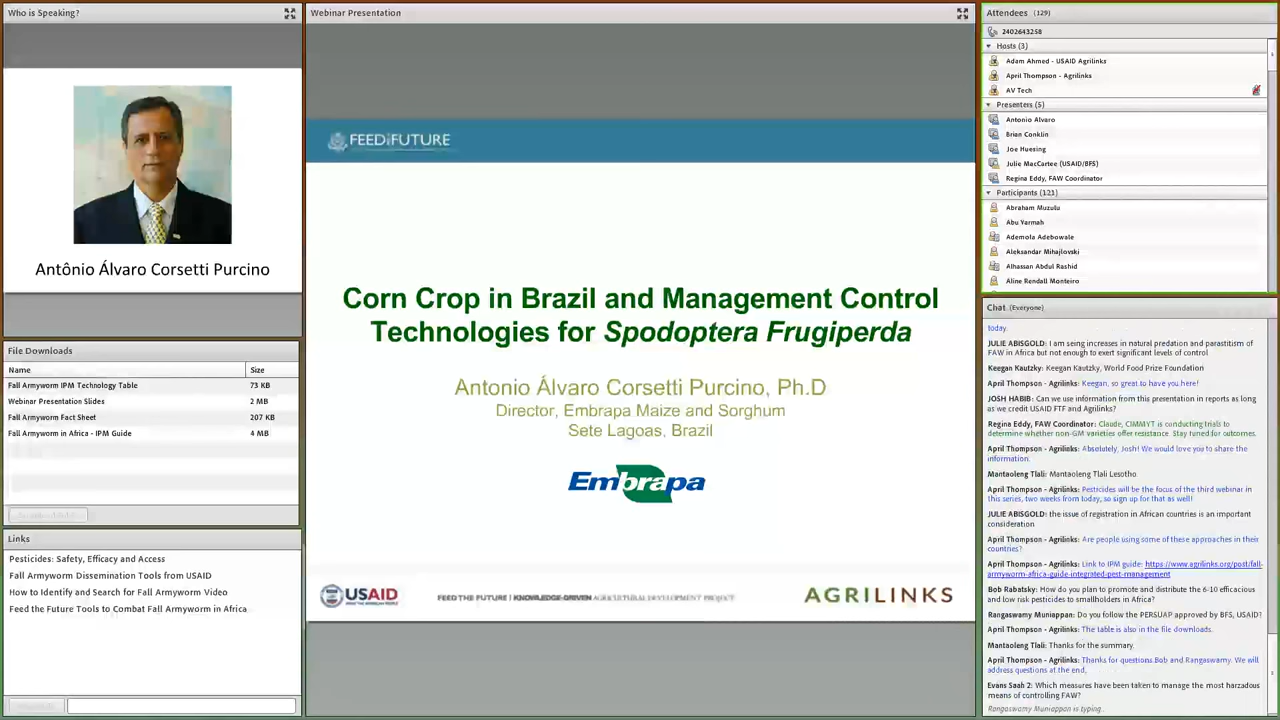 Who is Speaking?
Antônio Álvaro Corsetti Purcino
File Downloads
Name
Size
Fall Armyworm IPM Technology Table
73 KB
Webinar Presentation Slides
2 MB
Fall Armyworm Fact Sheet
207 KB
Fall Armyworm in Africa - IPM Guide
4 MB
Links
Pesticides: Safety, Efficacy and Access
Fall Armyworm Dissemination Tools from USAID
How to Identify and Search for Fall Armyworm Video
Feed the Future Tools to Combat Fall Armyworm in Africa
Webinar Presentation
FEED THE FUTURE
Corn Crop in Brazil and Management Control
Technologies for Spodoptera Frugiperda
Antonio Álvaro Corsetti Purcino, Ph.D
Director, Embrapa Maize and Sorghum
Sete Lagoas, Brazil
Embrapa
USAID
FEED THE FUTURE | KNOWLEDGE-DRIVEN AGRICULTURAL DEVELOPMENT PROJECT
AGRILINKS
Attendees (129)
2402643258
Hosts (3)
Adam Ahmed - USAID Agrilinks
April Thompson - Agrilinks
AV Tech
Presenters (5)
Antonio Alvaro
Brian Conklin
Joe Huesing
Julie MacCartee (USAID/BFS)
Regina Eddy, FAW Coordinator
Participants (121)
Abraham Muzulu
Abu Yarmah
Ademola Adebowale
Aleksandar Mihajlovski
Alhassan Abdul Rashid
Aline Rendall Monteiro
Chat (Everyone)
today.
JULIE ABISGOLD: I am seing increases in natural predation and parastitism of
FAW in Africa but not enough to exert significant levels of control
Keegan Kautzky: Keegan Kautzky, World Food Prize Foundation
April Thompson - Agrilinks: Keegan, so great to have you here!
JOSH HABIB: Can we use information from this presentation in reports as long
as we credit USAID FTF and Agrilinks?
Regina Eddy, FAW Coordinator: Claude, CIMMYT is conducting trials to
determine whether non-GM varieties offer resistance. Stay tuned for outcomes.
April Thompson - Agrilinks: Absolutely, Josh! We would love you to share the
information.
Mantaoleng Tlali: Mantaoleng Tlali Lesotho
April Thompson - Agrilinks: Pesticides will be the focus of the third webinar in
this series, two weeks from today, so sign up for that as well!
JULIE ABISGOLD: the issue of registration in African countries is an important
consideration
April Thompson - Agrilinks: Are people using some of these approaches in their
countries?
April Thompson - Agrilinks: Link to IPM guide: https://www.agrilinks.org/post/fall-
armyworm-africa-guide-integrated-pest-management
Bob Rabatsky: How do you plan to promote and distribute the 6-10 efficacious
and low risk pesticides to smallholders in Africa?
Rangaswamy Muniappan: Do you follow the PERSUAP approved by BFS, USAID?
April Thompson - Agrilinks: The table is also in the file downloads.
Mantaoleng Tlali: Thanks for the summary.
April Thompson - Agrilinks: Thanks for questions Bob and Rangaswamy. We will
address questions at the end.
Evans Saah 2: Which measures have been taken to manage the most harzadous
means of controlling FAW?
Rangaswamy Muniappan is typing.